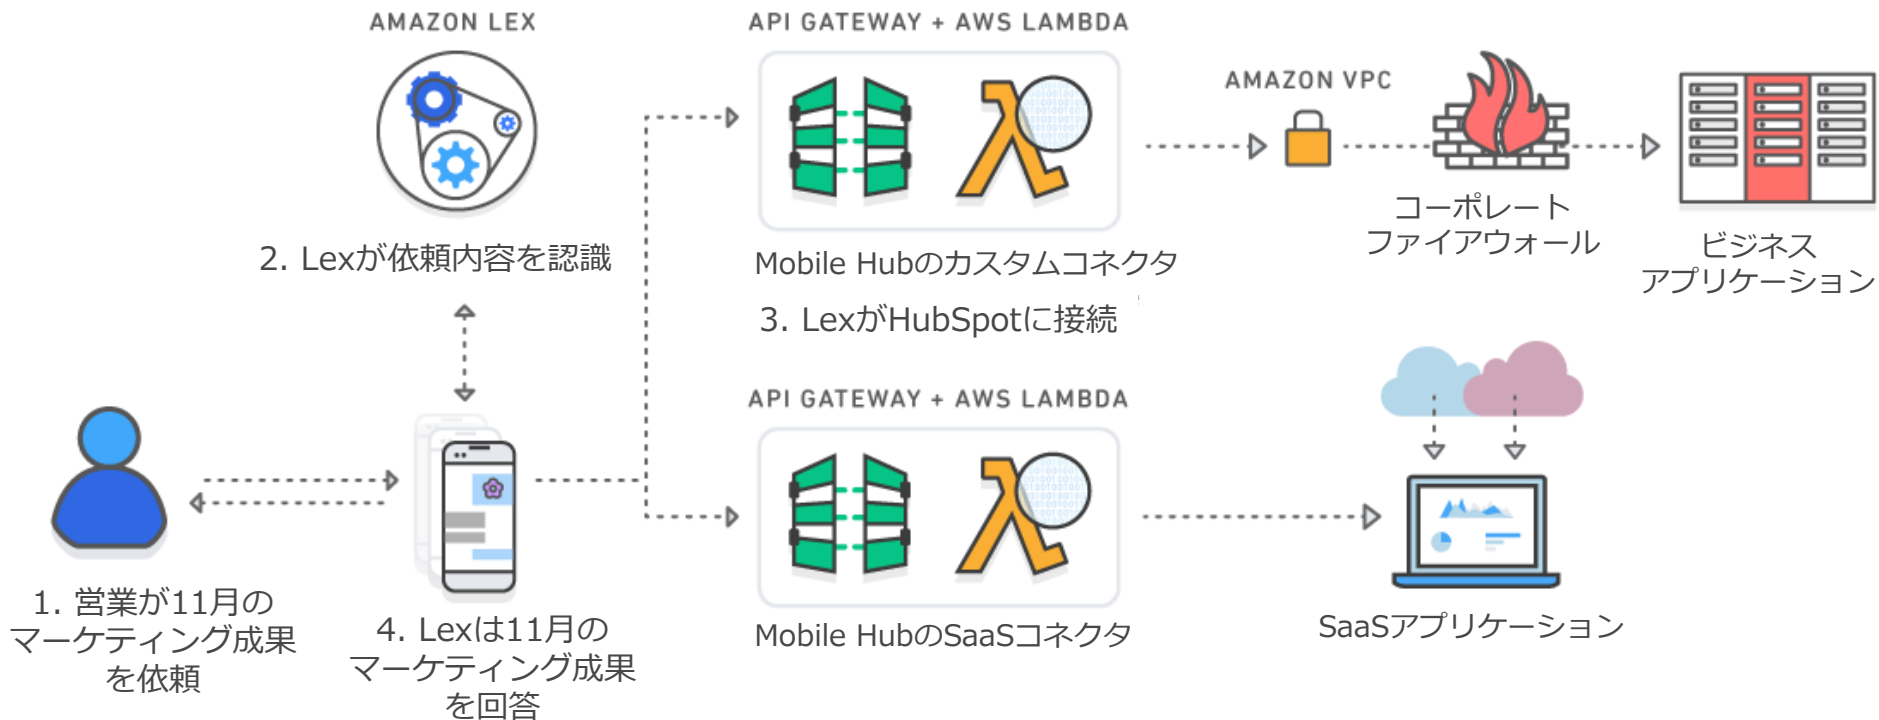 AMAZON LEX
2. Lexが依頼内容を認識
API GATEWAY + AWS LAMBDA
Mobile Hubのカスタムコネクタ
3. LexがHubSpotに接続
AMAZON VPC
コーポレート
ファイアウォール
ビジネス
アプリケーション
1. 営業が11月の
マーケティング成果
を依頼
4. Lexは11月の
マーケティング成果
を回答
API GATEWAY + AWS LAMBDA
Mobile HubのSaaSコネクタ
SaaSアプリケーション